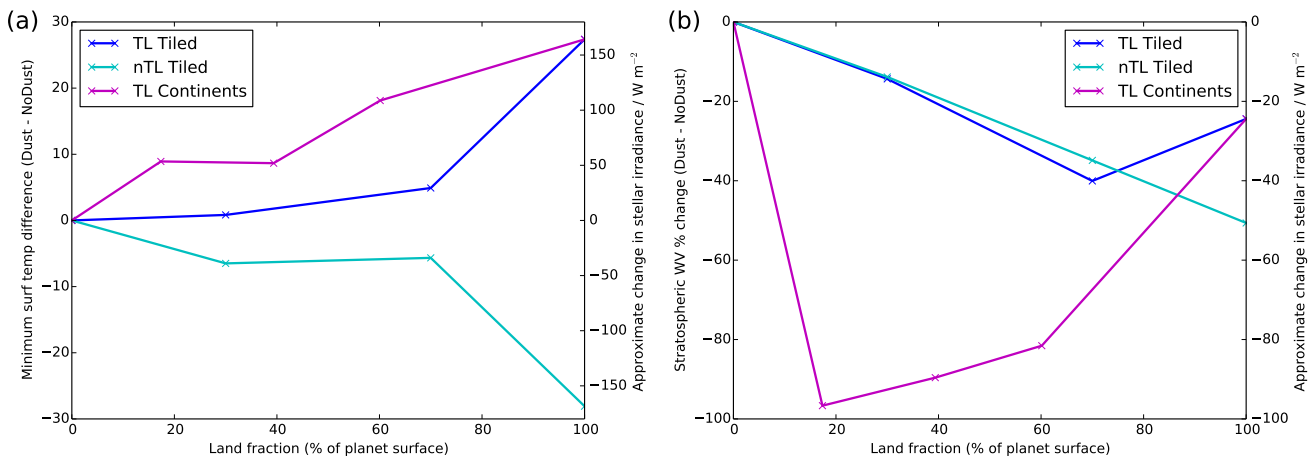 (a)
Minimum surf temp difference (Dust - NoDust)
30
20
10
0
−10
−20
−30
TL Tiled
nTL Tiled
TL Continents
150
100
50
0
−50
−100
−150
Approximate change in stellar irradiance / W m⁻²
0
20
40
60
80
100
Land fraction (% of planet surface)
(b)
Stratospheric WV % change (Dust - NoDust)
0
−20
−40
−60
−80
−100
TL Tiled
nTL Tiled
TL Continents
0
−20
−40
−60
−80
−100
Approximate change in stellar irradiance / W m⁻²
0
20
40
60
80
100
Land fraction (% of planet surface)